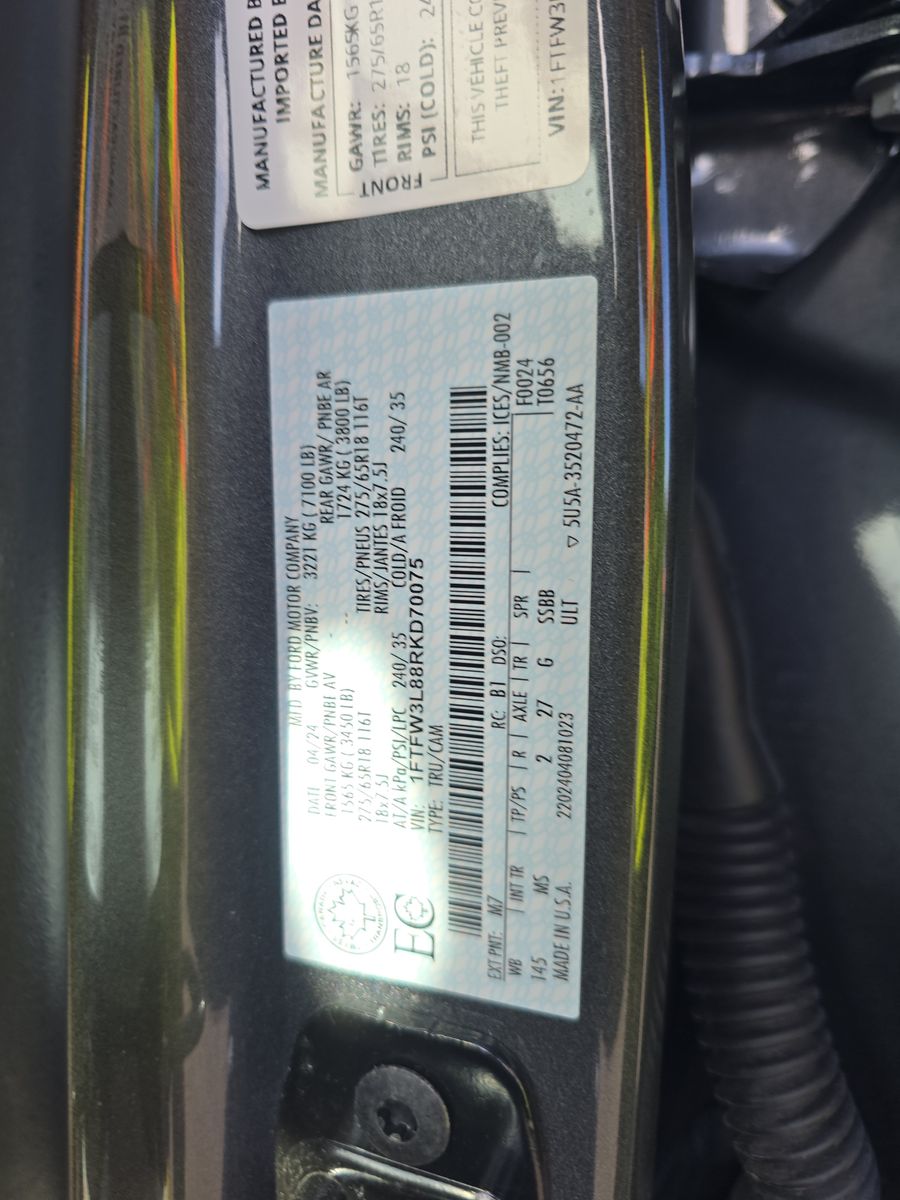 MFD BY FORD MOTOR COMPANY
DATE 04/24 GVWR/PNBV: 3221 KG ( 7100 LB)
FRONT GAWR/PNBE AV - REAR GAWR/ PNBE AR
1565 KG ( 3450 LB) -- 1724 KG ( 3800 LB)
275/65R18 116T TIRES/PNEUS 275/65R18 116T
18x7.5J RIMS/JANTES 18x7.5J
AT/A kPa/PSI/LPC 240/ 35 COLD/A FROID 240/ 35
VIN: 1FTFW3L88RKD70075
TYPE: TRU/CAM
EC
COMPLIES: ICES/NMB-002
EXT PNT: M7 RC: B1 DSO: F0024
WB | INT TR | TP/PS | R | AXLE | TR | SPR | T0656
145 MS 2 27 G SSBB
MADE IN U.S.A. 220240408​1023 ULT ▽ 5U5A-3520472-AA
MANUFACTURED B
IMPORTED
MANUFACTURE DA
GAWR: 1565KG
TIRES: 275/65R1
RIMS: 18
PSI (COLD): 24
THIS VEHICLE CO
THEFT PREV
VIN:1FTFW3